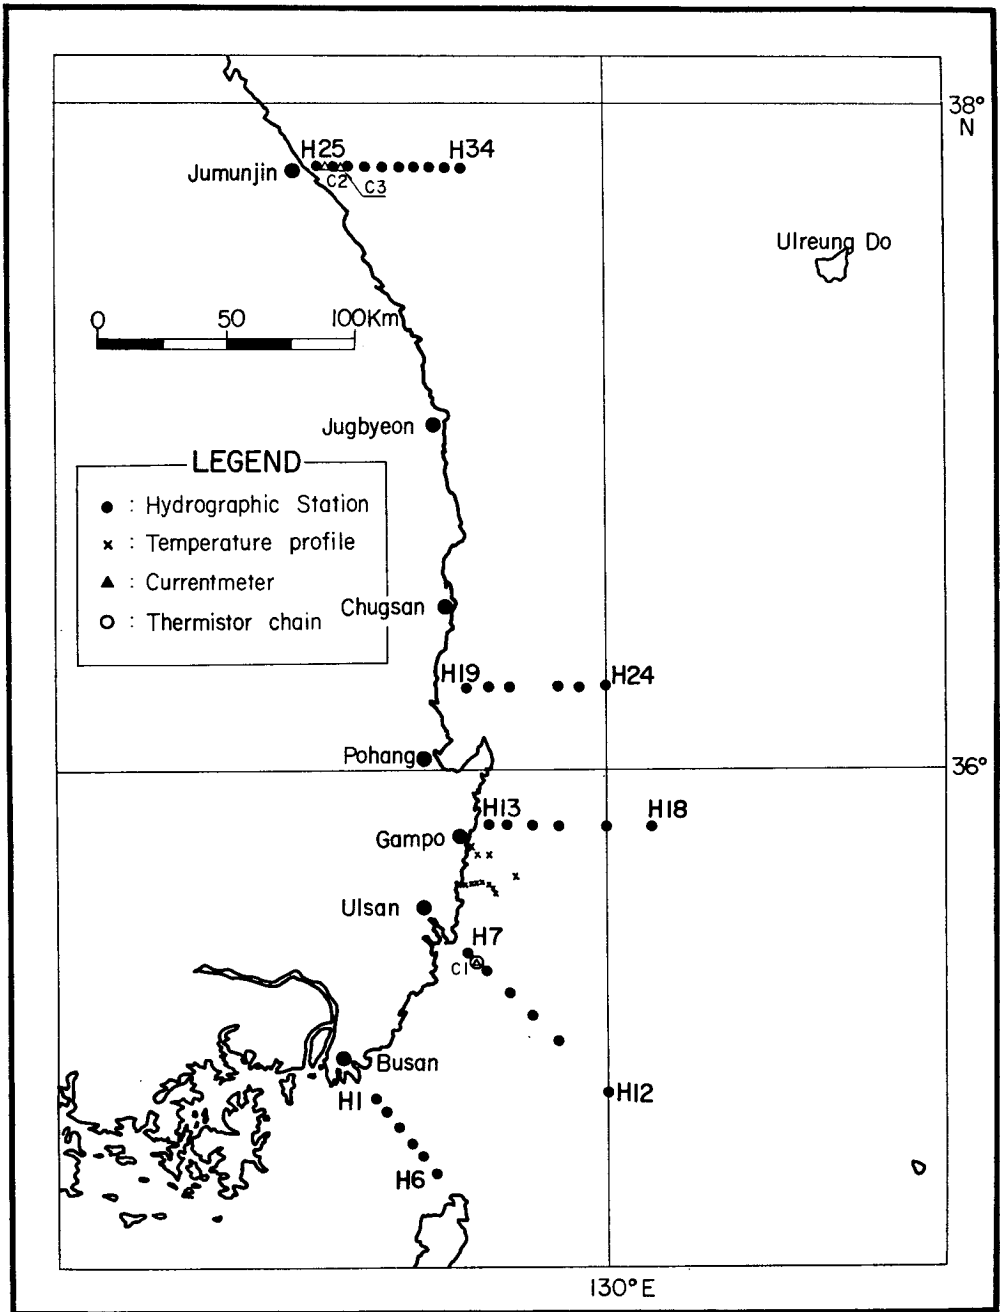 38°
N
H25 H34
Jumunjin
C2 C3
Ulreung Do
0 50 100Km
Jugbyeon
LEGEND
● : Hydrographic Station
x : Temperature profile
▲ : Currentmeter
○ : Thermistor chain
Chugsan
H19 H24
Pohang
36°
H13 H18
Gampo
Ulsan
H7
C1
Busan
H1
H12
H6
130°E